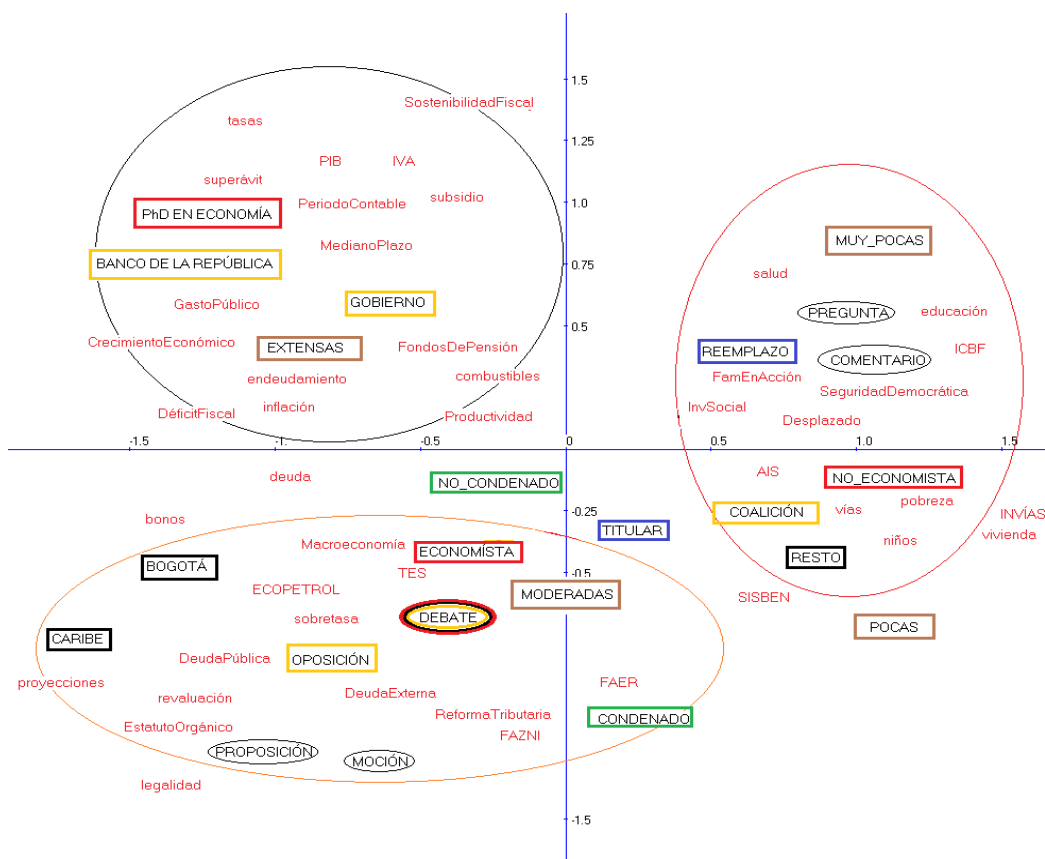 1.5
SostenibilidadFiscal
tasas
1.25
PIB
IVA
superávit
1.0
subsidio
PeriodoContable
PhD EN ECONOMÍA
MUY_POCAS
MedianoPlazo
0.75
BANCO DE LA REPÚBLICA
salud
GastoPúblico
GOBIERNO
PREGUNTA
educación
0.5
CrecimientoEconómico
EXTENSAS
FondosDePensión
REEMPLAZO
COMENTARIO
ICBF
endeudamiento
combustibles
FamEnAcción
SeguridadDemocrática
inflación
DéficitFiscal
Productividad
InvSocial
Desplazado
-1.5
-1.
-0.5
0
0.5
1.0
1.5
deuda
NO_CONDENADO
AIS
NO_ECONOMISTA
pobreza
-0.25
COALICIÓN
vías
INVÍAS
bonos
TITULAR
vivienda
Macroeconomía
ECONOMÍSTA
niños
BOGOTÁ
RESTO
TES
-0.5
ECOPETROL
MODERADAS
SISBEN
sobretasa
DEBATE
POCAS
CARIBE
DeudaPública
OPOSICIÓN
proyecciones
FAER
revaluación
DeudaExterna
ReformaTributaria
CONDENADO
EstatutoOrgánico
FAZNI
PROPOSICIÓN
MOCIÓN
legalidad
-1.5